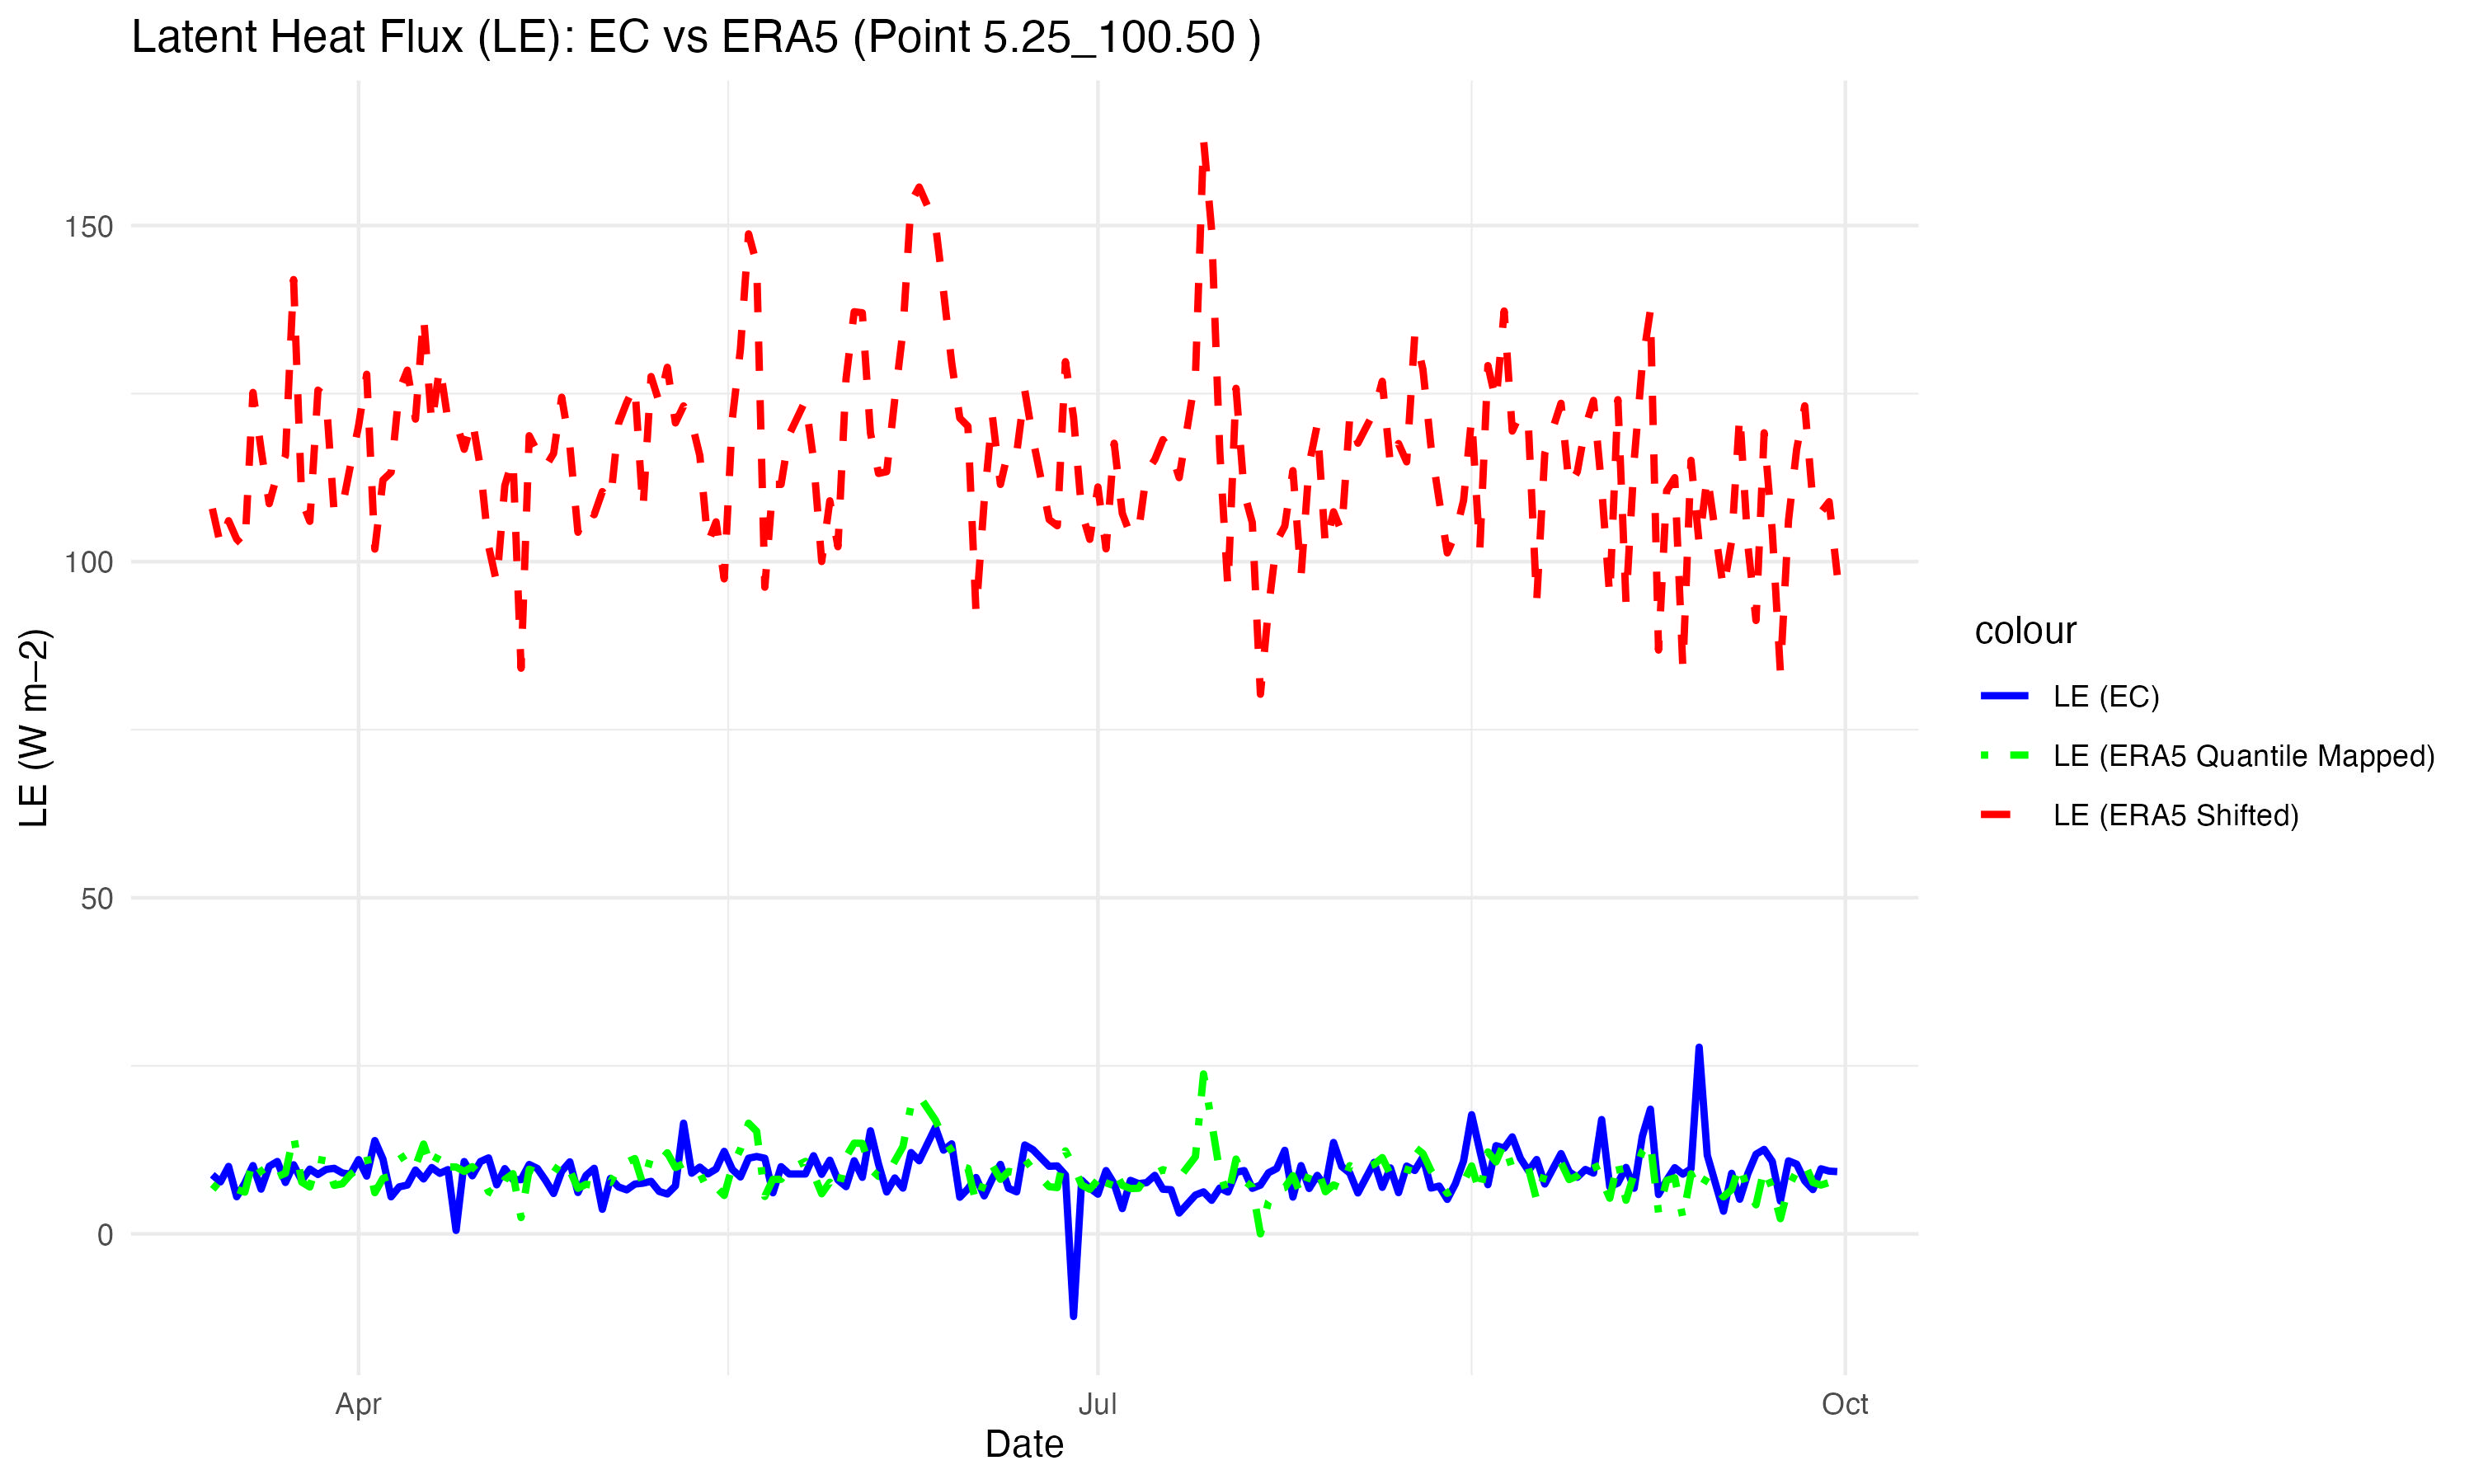 Latent Heat Flux (LE): EC vs ERA5 (Point 5.25_100.50 )
LE (W m−2)
150
100
50
0
Apr
Jul
Oct
Date
colour
LE (EC)
LE (ERA5 Quantile Mapped)
LE (ERA5 Shifted)